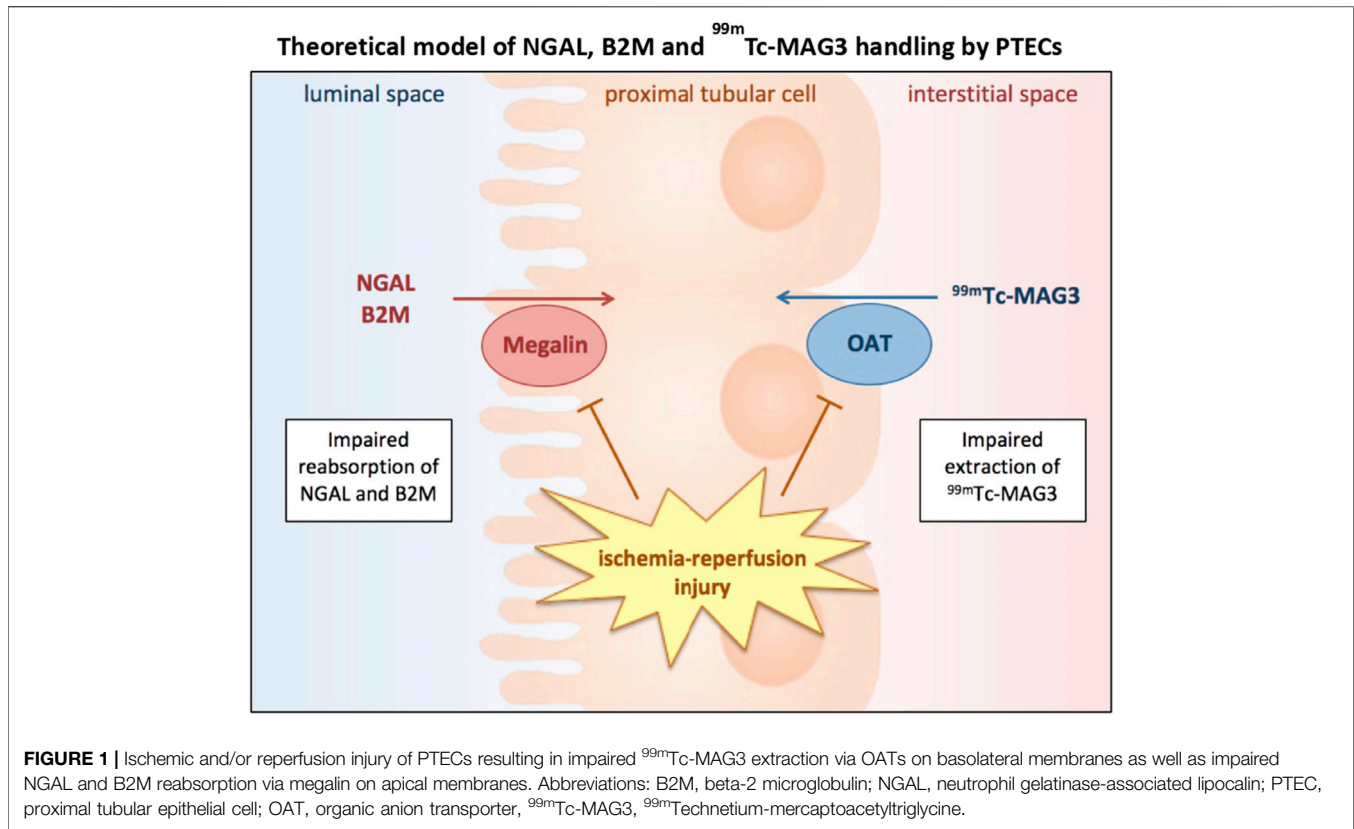 Theoretical model of NGAL, B2M and 99mTc-MAG3 handling by PTECs
luminal space
proximal tubular cell
interstitial space
NGAL
B2M
99mTc-MAG3
Megalin
OAT
Impaired
reabsorption of
NGAL and B2M
Impaired
extraction of
99mTc-MAG3
ischemia-reperfusion
injury
FIGURE 1 | Ischemic and/or reperfusion injury of PTECs resulting in impaired 99mTc-MAG3 extraction via OATs on basolateral membranes as well as impaired
NGAL and B2M reabsorption via megalin on apical membranes. Abbreviations: B2M, beta-2 microglobulin; NGAL, neutrophil gelatinase-associated lipocalin; PTEC,
proximal tubular epithelial cell; OAT, organic anion transporter, 99mTc-MAG3, 99mTechnetium-mercaptoacetyltriglycine.